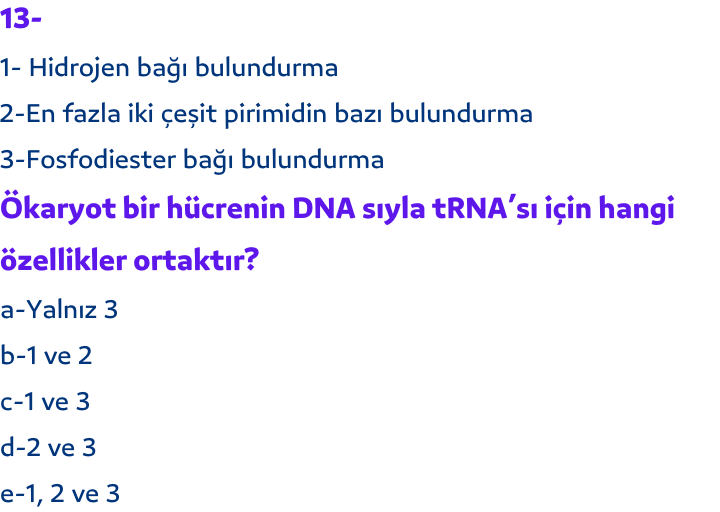 13-
1- Hidrojen bağı bulundurma
2-En fazla iki çeşit pirimidin bazı bulundurma
3-Fosfodiester bağı bulundurma
Ökaryot bir hücrenin DNA sıyla tRNA’sı için hangi
özellikler ortaktır?
a-Yalnız 3
b-1 ve 2
c-1 ve 3
d-2 ve 3
e-1, 2 ve 3